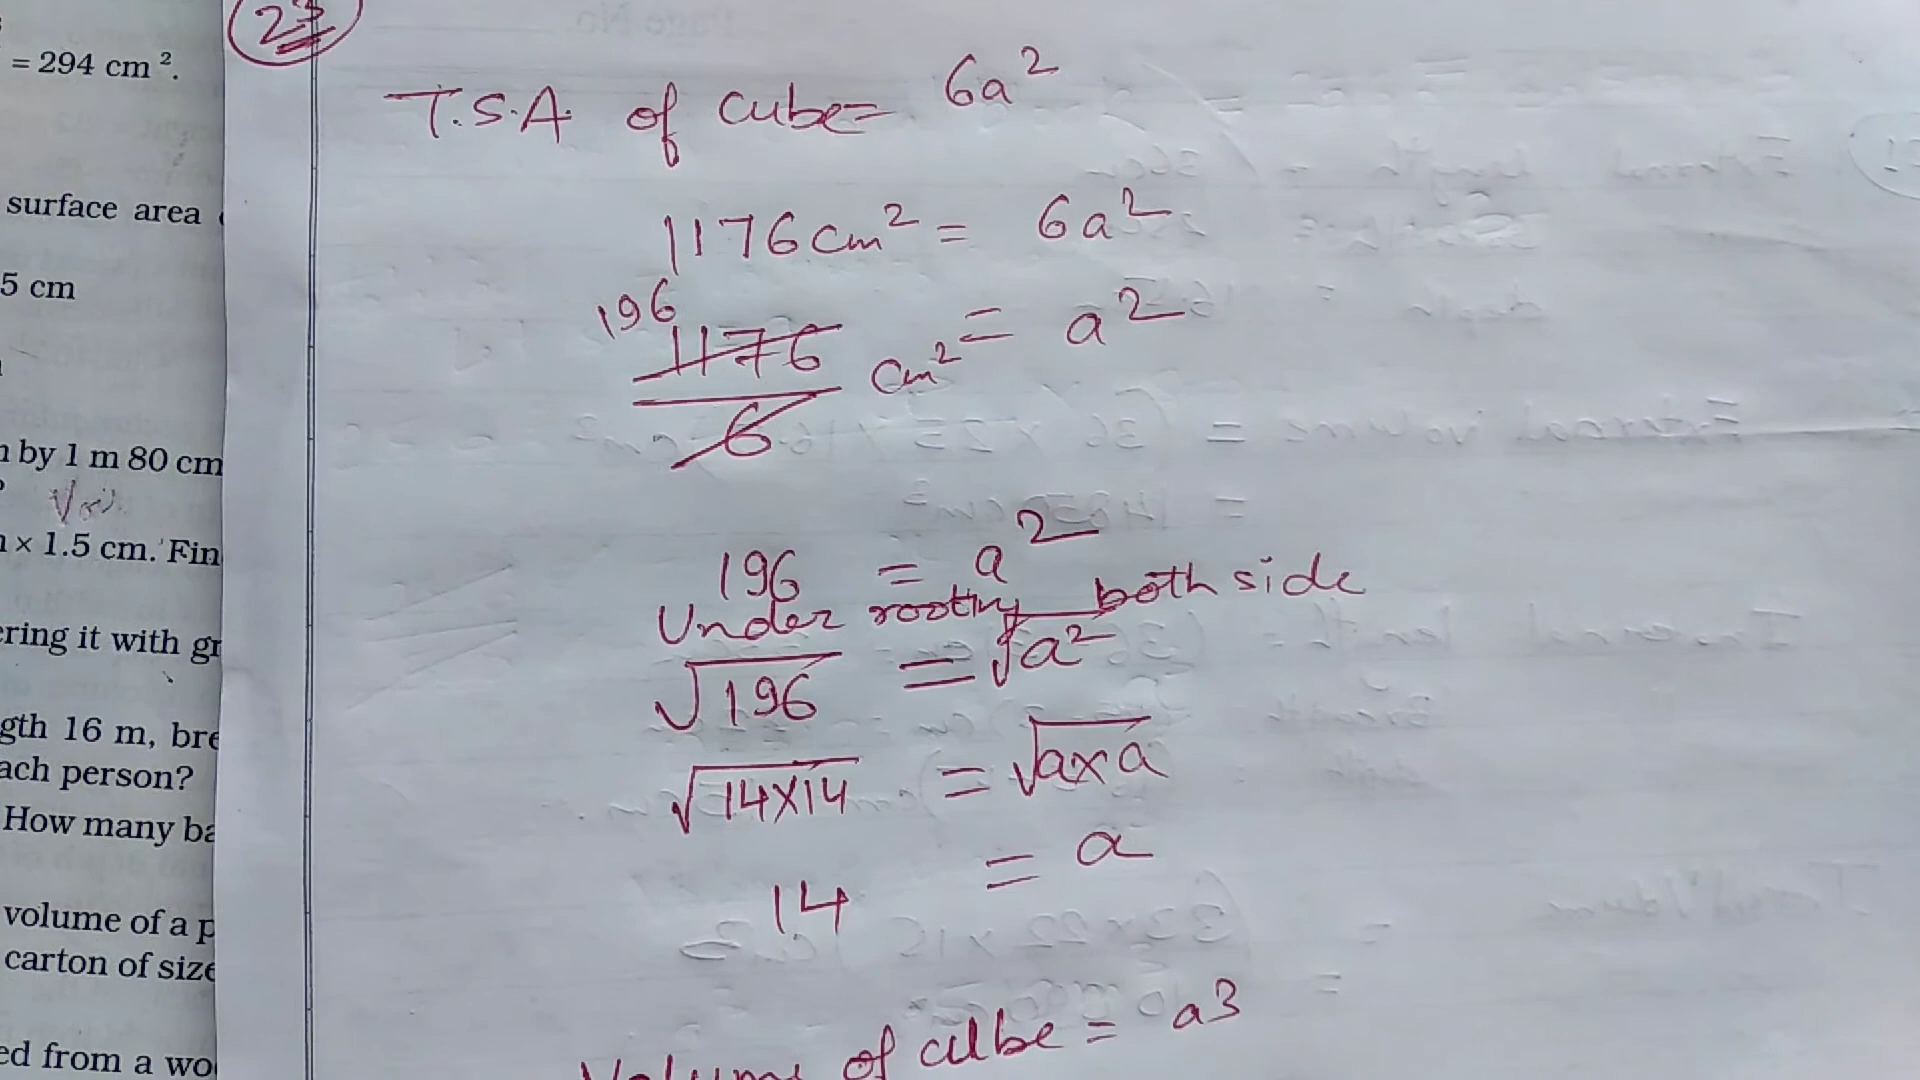 23
= 294 cm².
surface area
5 cm
by 1 m 80 cm
× 1.5 cm. Fin
ering it with gr
gth 16 m, bre
ach person?
How many ba
volume of a p
carton of size
ed from a wo
T.S.A. of cube = 6a²
1176 cm² = 6a²
196
1176/6 cm² = a²
196 = a²
Under rooting both side
√196 = √a²
√14×14 = √a×a
14 = a
Volume of cube = a3